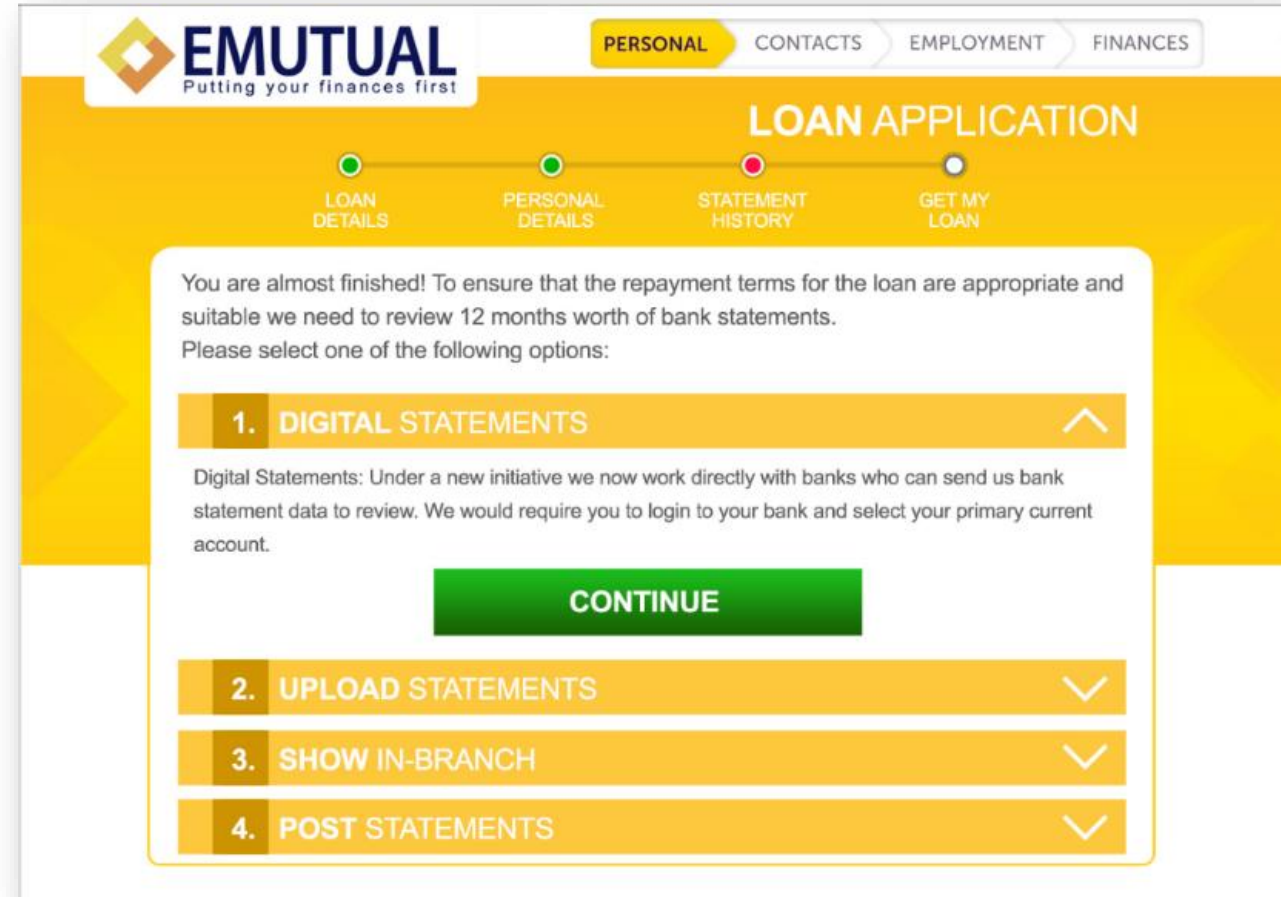 EMUTUAL
Putting your finances first
PERSONAL
CONTACTS
EMPLOYMENT
FINANCES
LOAN APPLICATION
LOAN
DETAILS
PERSONAL
DETAILS
STATEMENT
HISTORY
GET MY
LOAN
You are almost finished! To ensure that the repayment terms for the loan are appropriate and
suitable we need to review 12 months worth of bank statements.
Please select one of the following options:
1. DIGITAL STATEMENTS
Digital Statements: Under a new initiative we now work directly with banks who can send us bank
statement data to review. We would require you to login to your bank and select your primary current
account.
CONTINUE
2. UPLOAD STATEMENTS
3. SHOW IN-BRANCH
4. POST STATEMENTS